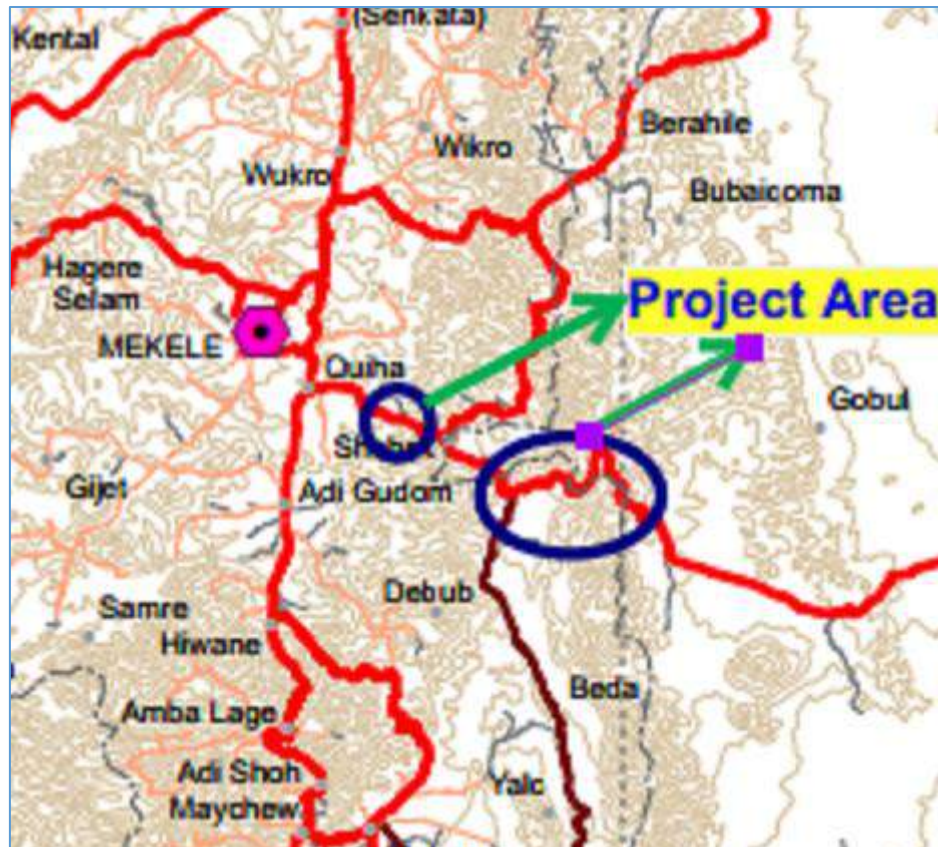 (Senkata)
Kental
Berahile
Wikro
Wukro
Bubaicoma
Hagere
Selam
Project Area
MEKELE
Quiha
Gobul
Gijet
Adi Gudom
Debub
Samre
Hiwane
Beda
Amba Lage
Adi Shoh
Yalc
Maychew